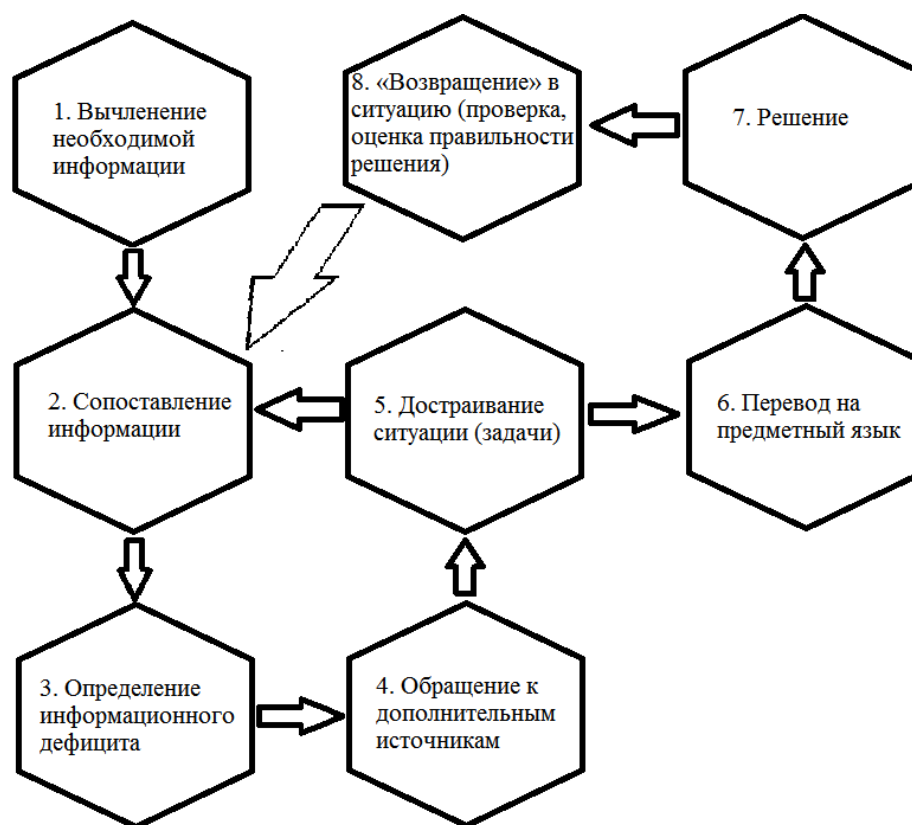 1. Вычленение
необходимой
информации
2. Сопоставление
информации
3. Определение
информационного
дефицита
4. Обращение к
дополнительным
источникам
5. Достраивание
ситуации (задачи)
6. Перевод на
предметный язык
7. Решение
8. «Возвращение» в
ситуацию (проверка,
оценка правильности
решения)